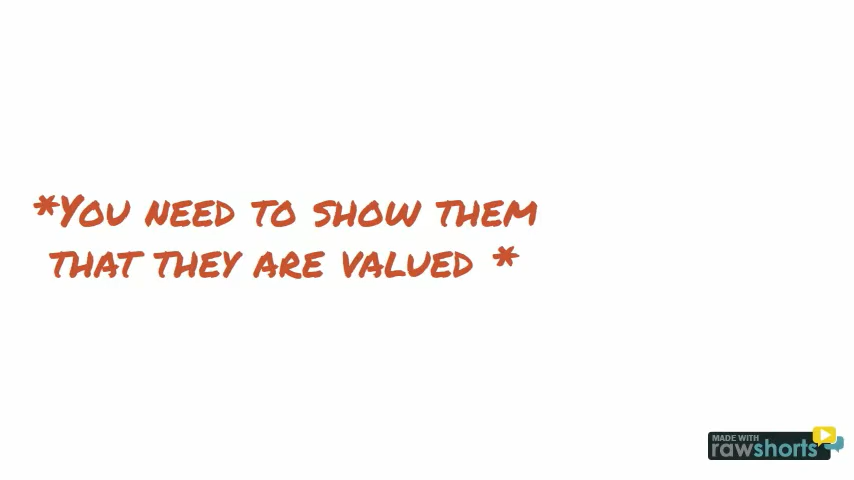 *You need to show them
that they are valued *
MADE WITH
rawshorts